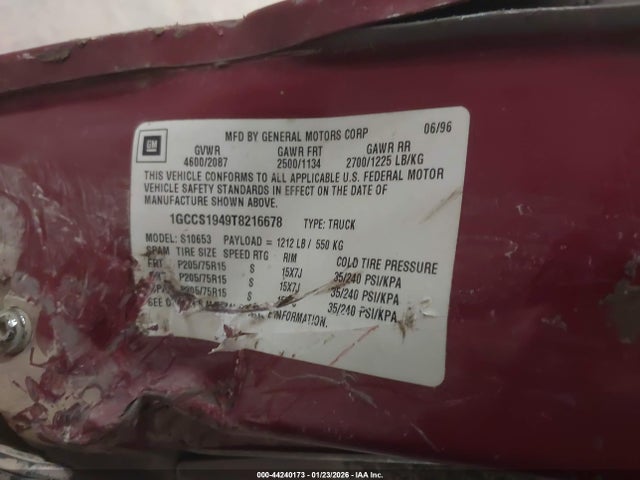 GM
MFD BY GENERAL MOTORS CORP 06/96
GVWR GAWR FRT GAWR RR
4600/2087 2500/1134 2700/1225 LB/KG
THIS VEHICLE CONFORMS TO ALL APPLICABLE U.S. FEDERAL MOTOR
VEHICLE SAFETY STANDARDS IN EFFECT ON THE DATE OF
MANUFACTURE SHOWN ABOVE.
1GCCS1949T8216678 TYPE: TRUCK
MODEL: S10653 PAYLOAD = 1212 LB / 550 KG
TIRE SIZE SPEED RTG RIM COLD TIRE PRESSURE
FRT P205/75R15 S 15X7J 35/240 PSI/KPA
P205/75R15 S 15X7J 35/240 PSI/KPA
P205/75R15 S 35/240 PSI/KPA
SEE INFORMATION.
000-44240173 - 01/23/2026 - IAAI.COM